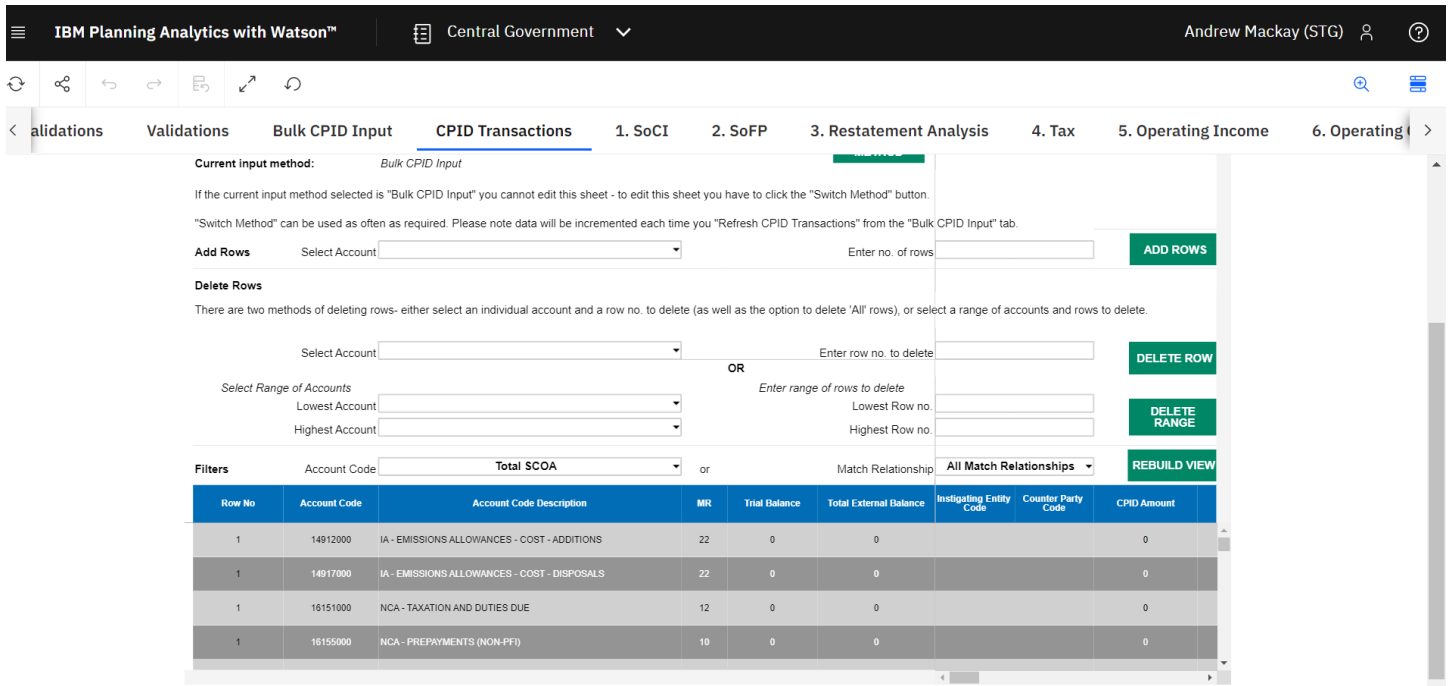 IBM Planning Analytics with Watson™ Central Government Andrew Mackay (STG)
alidations Validations Bulk CPID Input CPID Transactions 1. SoCI 2. SoFP 3. Restatement Analysis 4. Tax 5. Operating Income 6. Operating
Current input method: Bulk CPID Input
If the current input method selected is "Bulk CPID Input" you cannot edit this sheet - to edit this sheet you have to click the "Switch Method" button.
"Switch Method" can be used as often as required. Please note data will be incremented each time you "Refresh CPID Transactions" from the "Bulk CPID Input" tab.
Add Rows Select Account Enter no. of rows ADD ROWS
Delete Rows
There are two methods of deleting rows- either select an individual account and a row no. to delete (as well as the option to delete 'All' rows), or select a range of accounts and rows to delete.
Select Account Enter row no. to delete DELETE ROW
OR
Select Range of Accounts Enter range of rows to delete
Lowest Account Lowest Row no. DELETE RANGE
Highest Account Highest Row no.
Filters Account Code Total SCOA or Match Relationship All Match Relationships REBUILD VIEW
Row No Account Code Account Code Description MR Trial Balance Total External Balance Instigating Entity Code Counter Party Code CPID Amount
1 14912000 IA - EMISSIONS ALLOWANCES - COST - ADDITIONS 22 0 0 0
1 14917000 IA - EMISSIONS ALLOWANCES - COST - DISPOSALS 22 0 0 0
1 16151000 NCA - TAXATION AND DUTIES DUE 12 0 0 0
1 16155000 NCA - PREPAYMENTS (NON-PFI) 10 0 0 0